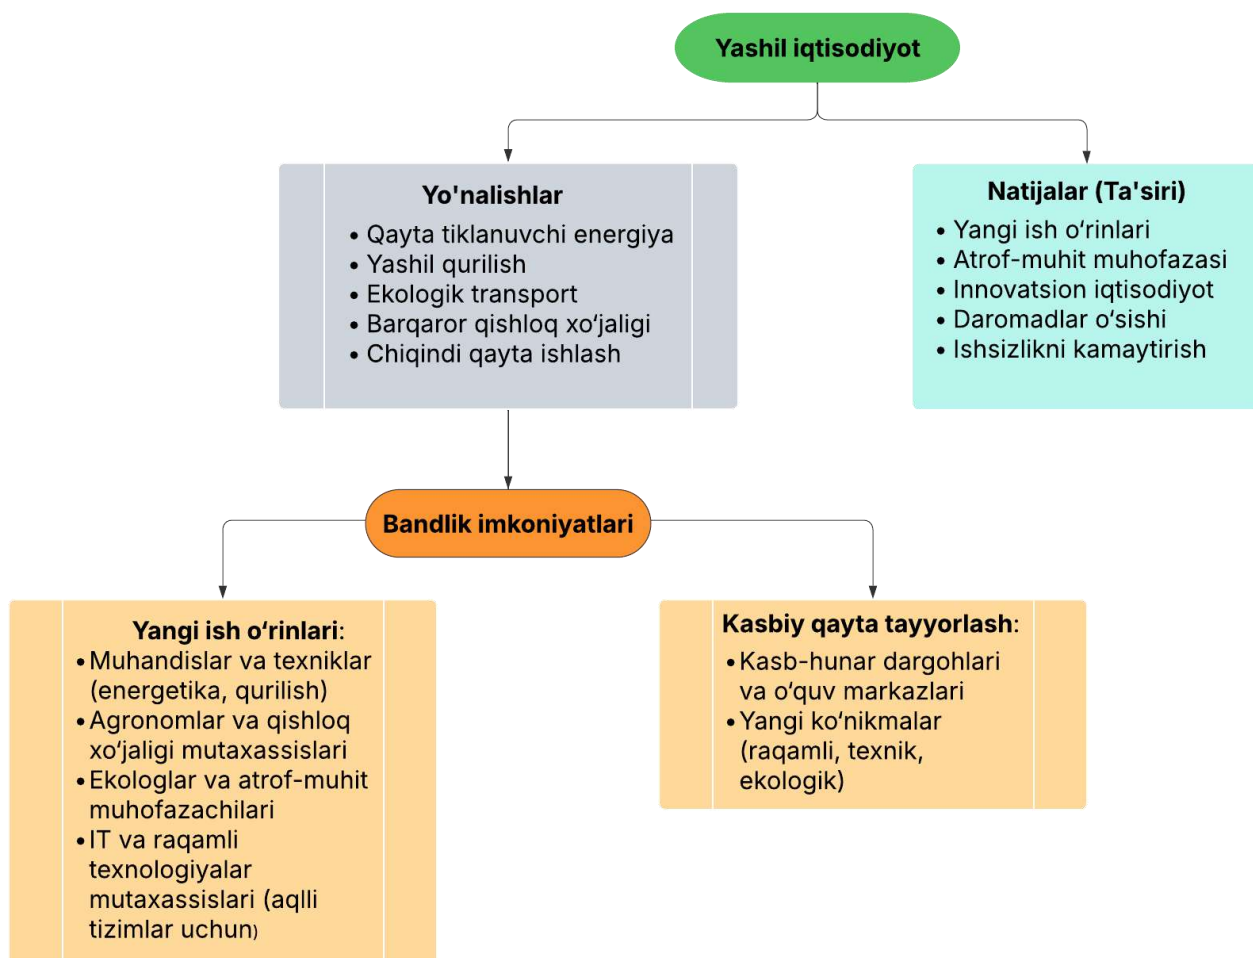 Yashil iqtisodiyot
Yo'nalishlar
• Qayta tiklanuvchi energiya
• Yashil qurilish
• Ekologik transport
• Barqaror qishloq xo‘jaligi
• Chiqindi qayta ishlash
Natijalar (Ta'siri)
• Yangi ish o‘rinlari
• Atrof-muhit muhofazasi
• Innovatsion iqtisodiyot
• Daromadlar o‘sishi
• Ishsizlikni kamaytirish
Bandlik imkoniyatlari
Yangi ish o‘rinlari:
• Muhandislar va texniklar
(energetika, qurilish)
• Agronomlar va qishloq
xo‘jaligi mutaxassislari
• Ekologlar va atrof-muhit
muhofazachilari
• IT va raqamli
texnologiyalar
mutaxassislari (aqlli
tizimlar uchun)
Kasbiy qayta tayyorlash:
• Kasb-hunar dargohlari
va o‘quv markazlari
• Yangi ko‘nikmalar
(raqamli, texnik,
ekologik)